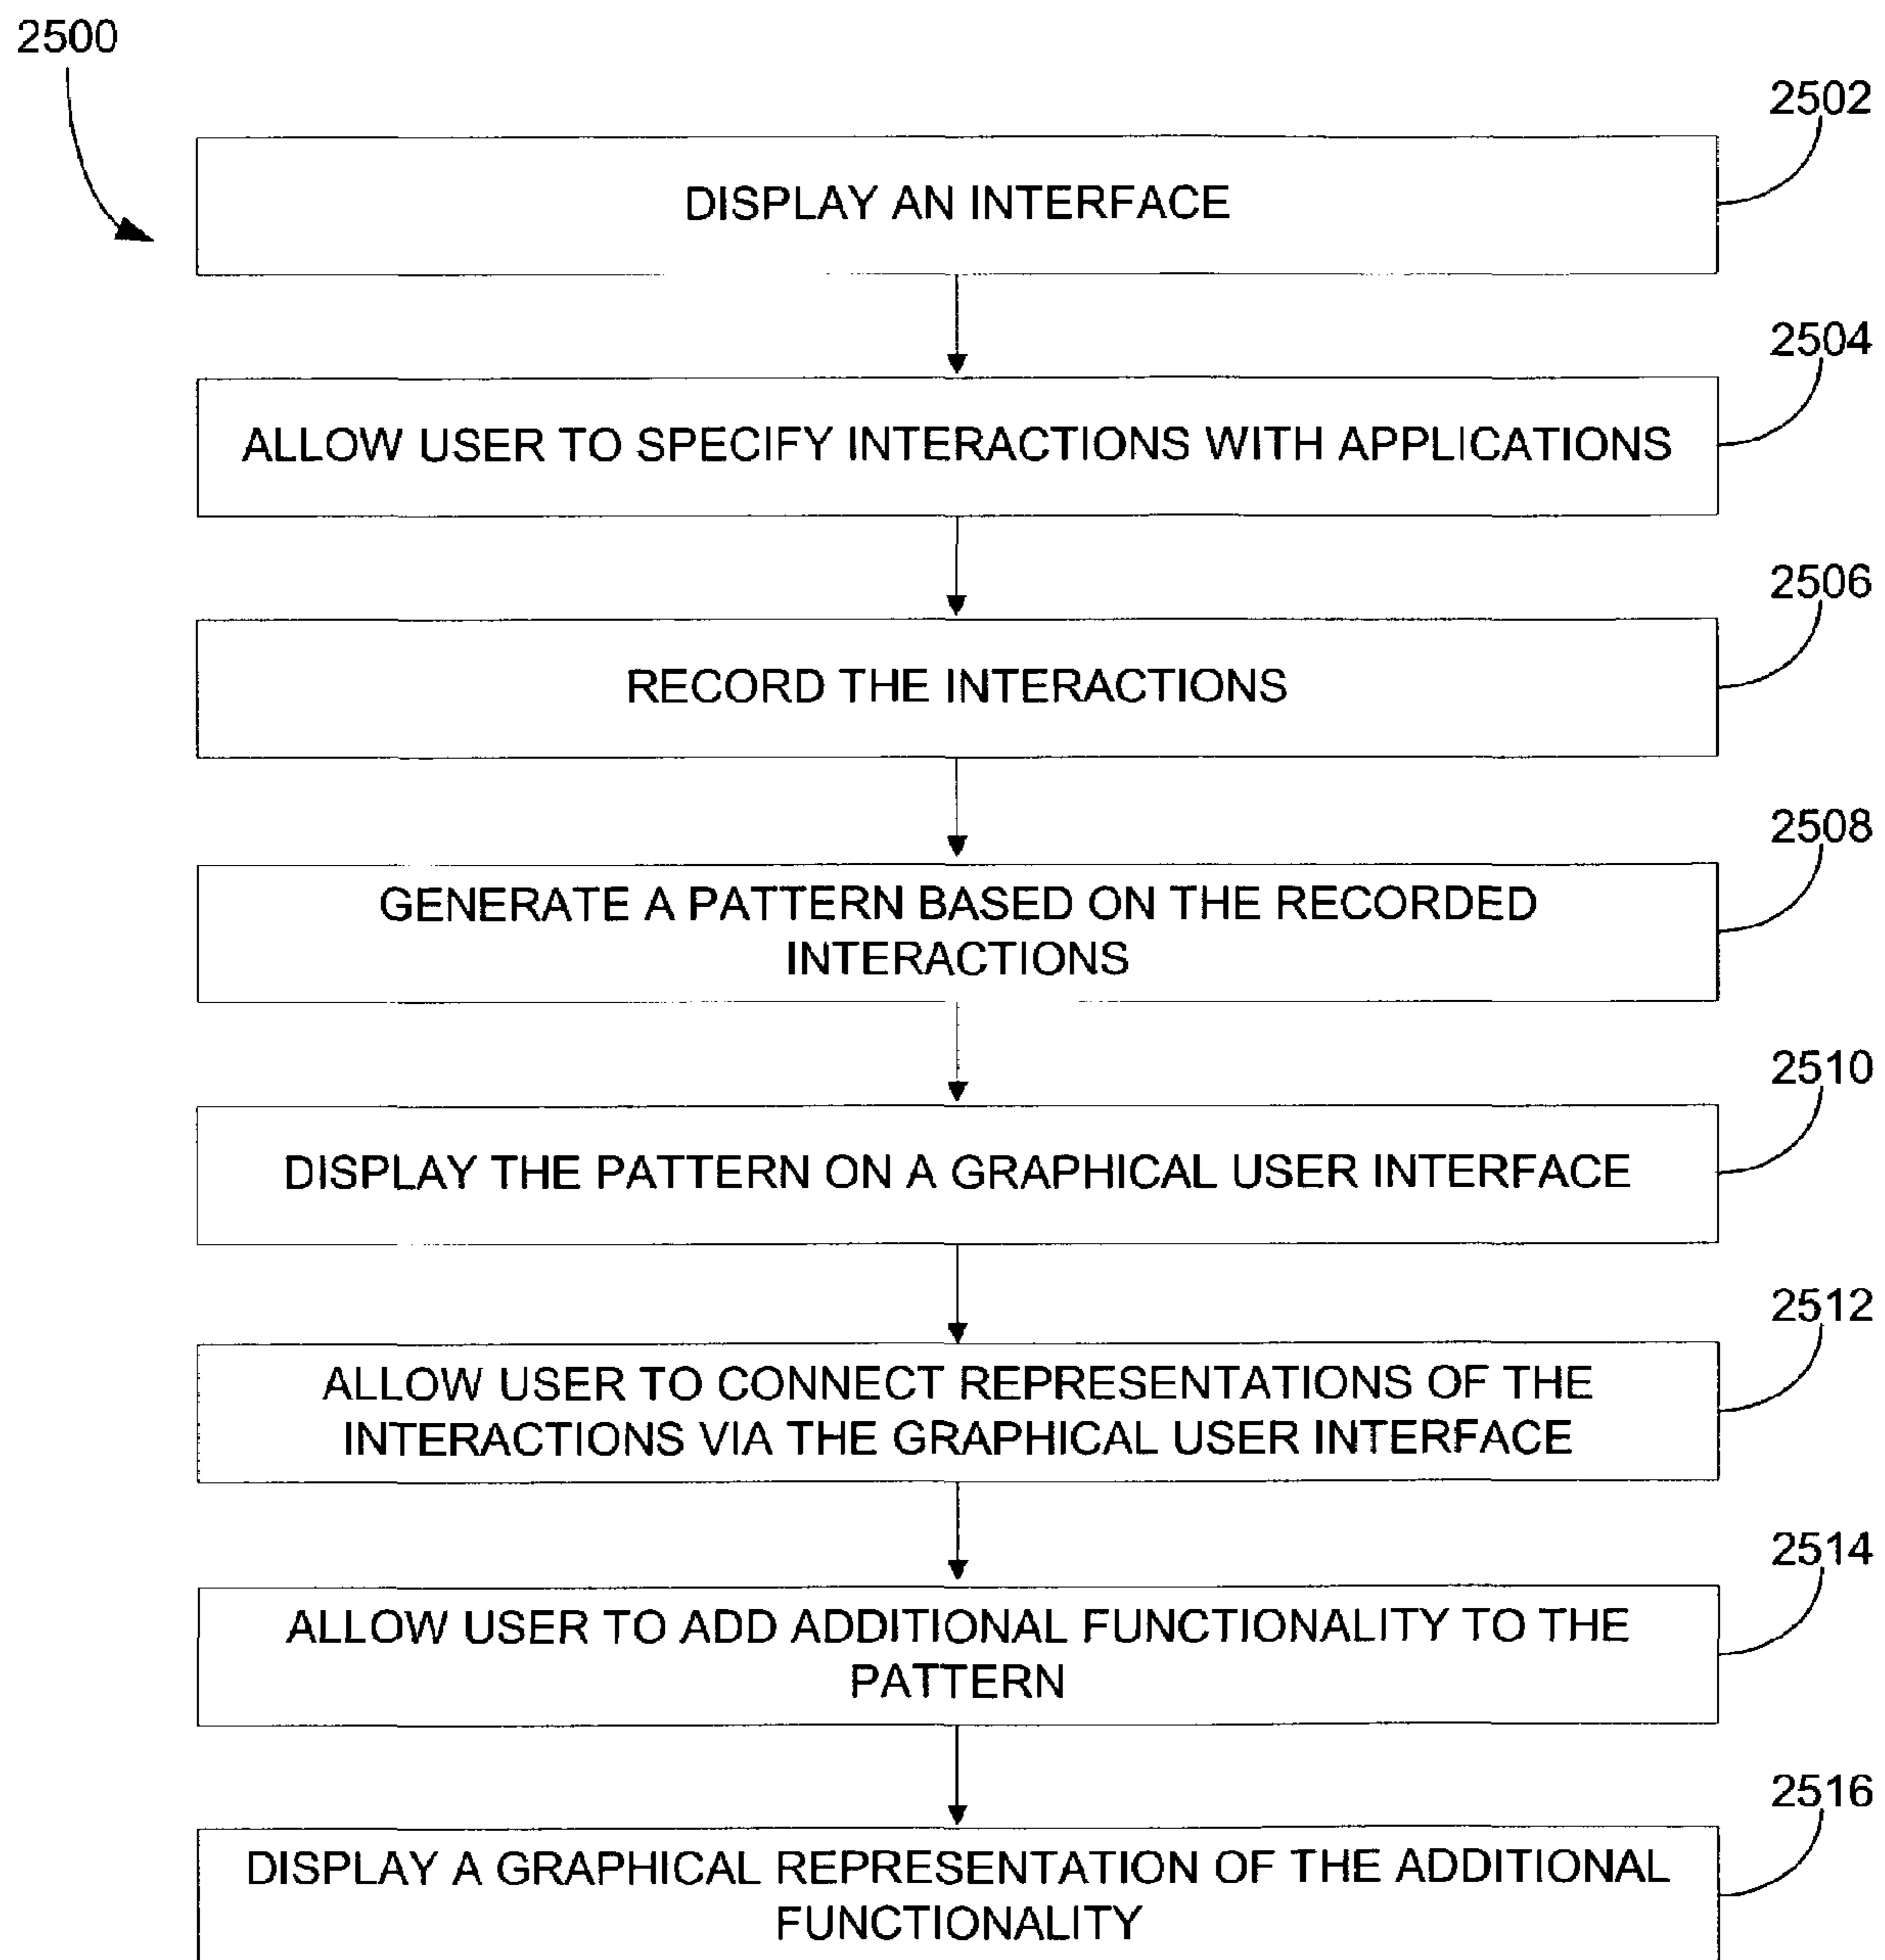 2500
2502
DISPLAY AN INTERFACE
2504
ALLOW USER TO SPECIFY INTERACTIONS WITH APPLICATIONS
2506
RECORD THE INTERACTIONS
2508
GENERATE A PATTERN BASED ON THE RECORDED
INTERACTIONS
2510
DISPLAY THE PATTERN ON A GRAPHICAL USER INTERFACE
2512
ALLOW USER TO CONNECT REPRESENTATIONS OF THE
INTERACTIONS VIA THE GRAPHICAL USER INTERFACE
2514
ALLOW USER TO ADD ADDITIONAL FUNCTIONALITY TO THE
PATTERN
2516
DISPLAY A GRAPHICAL REPRESENTATION OF THE ADDITIONAL
FUNCTIONALITY